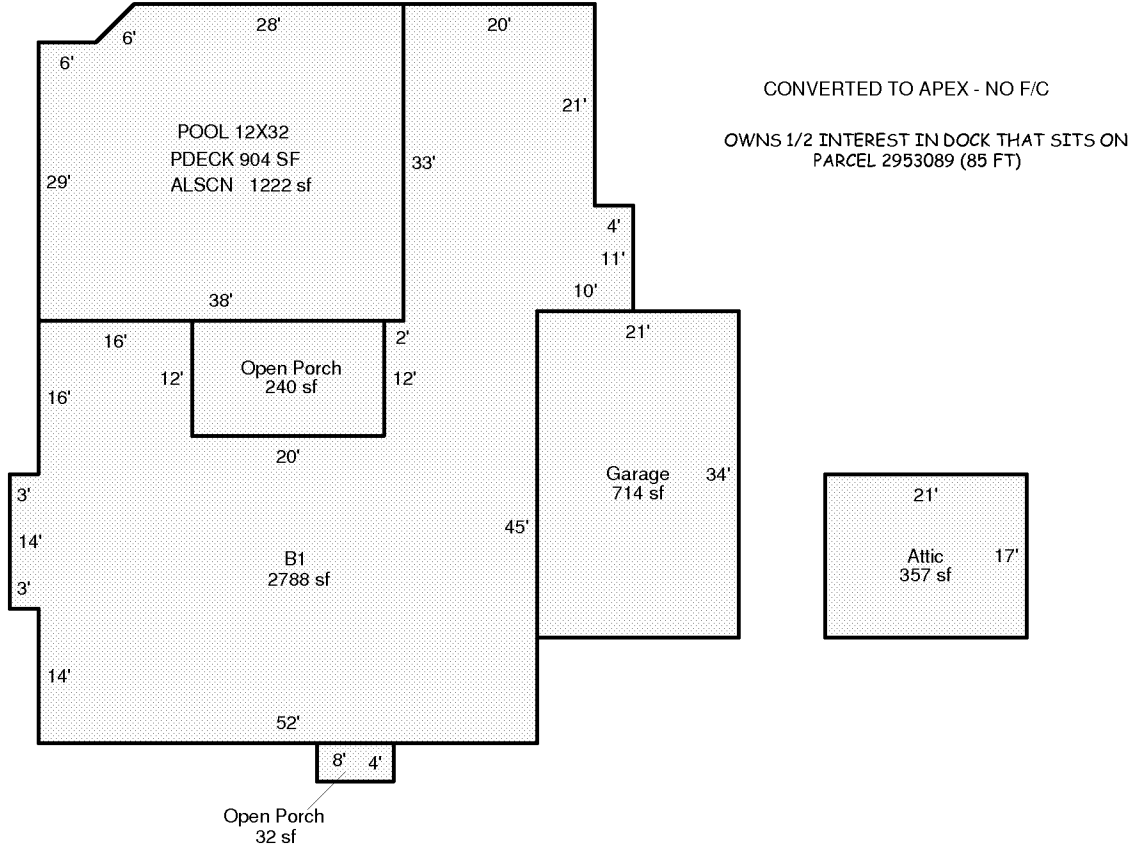 28'
20'
6'
6'
CONVERTED TO APEX - NO F/C
21'
POOL 12X32
PDECK 904 SF
ALSCN 1222 sf
OWNS 1/2 INTEREST IN DOCK THAT SITS ON
PARCEL 2953089 (85 FT)
29'
33'
4'
11'
10'
38'
16'
2'
21'
Open Porch
240 sf
12'
12'
16'
20'
Garage
714 sf
34'
3'
14'
3'
45'
B1
2788 sf
21'
Attic
357 sf
17'
14'
52'
8'
4'
Open Porch
32 sf